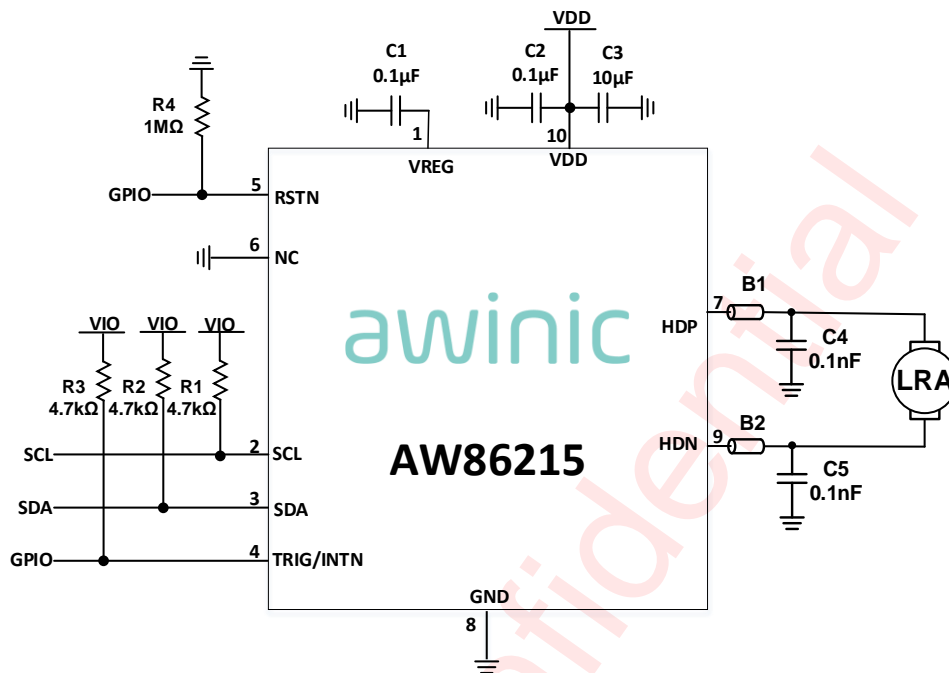 VDD
C1
0.1µF
C2
0.1µF
C3
10µF
R4
1MΩ
1
10
VREG
VDD
GPIO
5
RSTN
6
NC
VIO
VIO
VIO
R3
4.7kΩ
R2
4.7kΩ
R1
4.7kΩ
SCL
2
SCL
SDA
3
SDA
GPIO
4
TRIG/INTN
awinic
AW86215
HDP
7
B1
C4
0.1nF
LRA
HDN
9
B2
C5
0.1nF
GND
8
nfidential